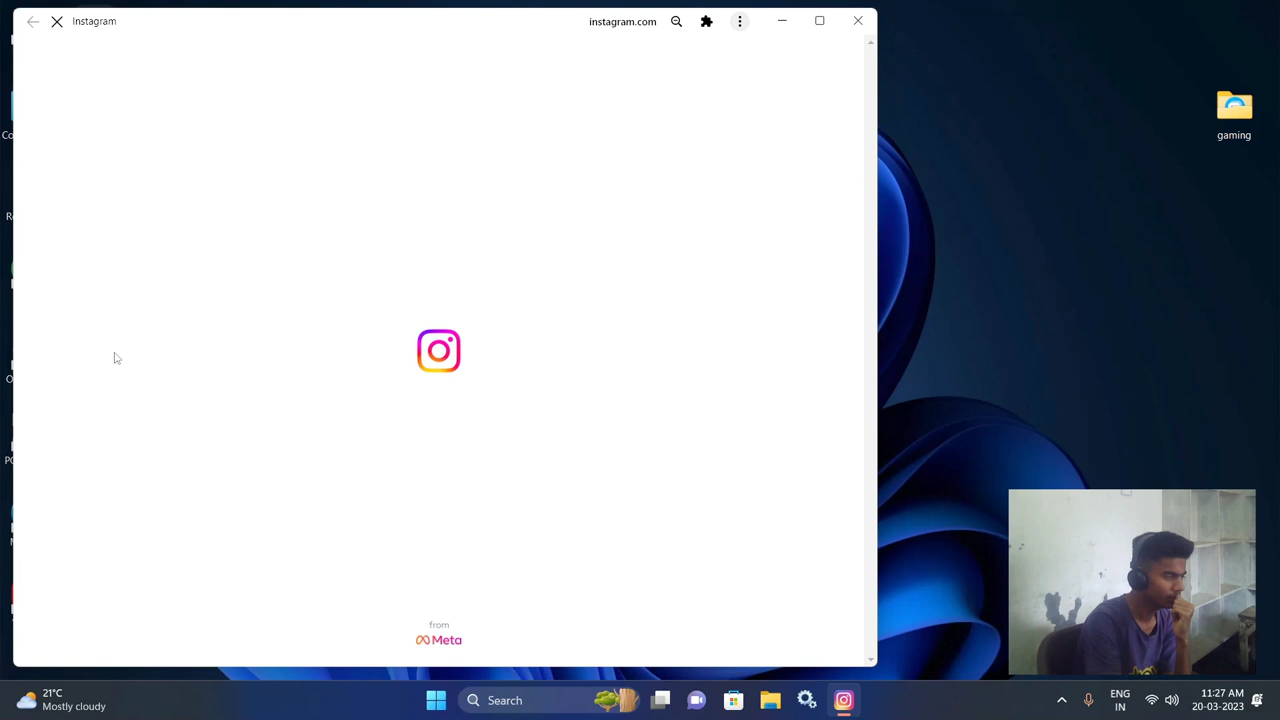 Instagram
instagram.com
gaming
from
Meta
21°C
Mostly cloudy
Search
ENG
IN
11:27 AM
20-03-2023